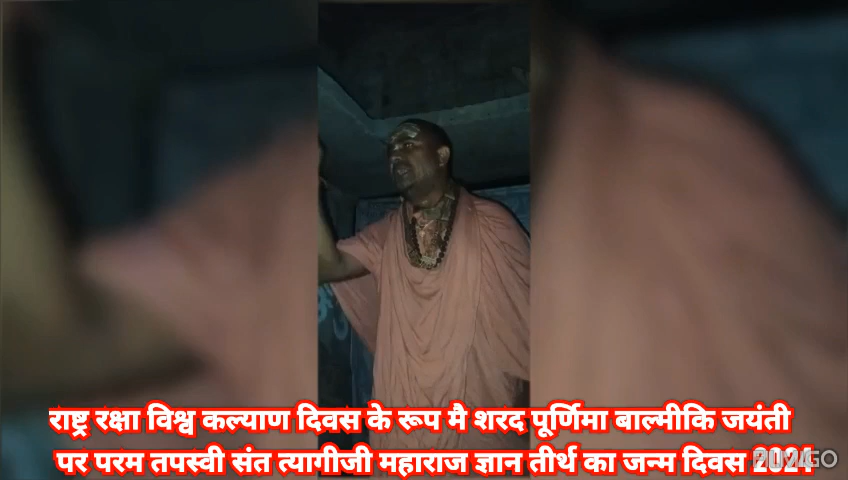 राष्ट्र रक्षा विश्व कल्याण दिवस के रूप मै शरद पूर्णिमा बाल्मीकि जयंती
पर परम तपस्वी संत त्यागीजी महाराज ज्ञान तीर्थ का जन्म दिवस 2024